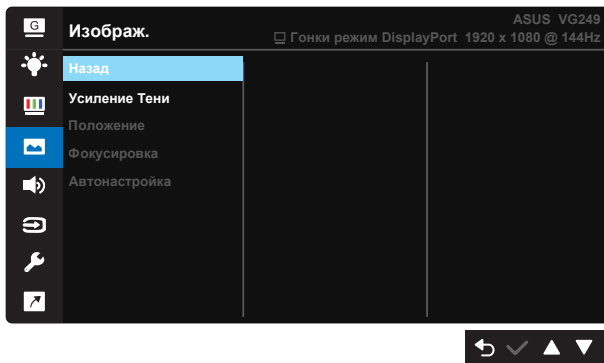 G
Изображ.
ASUS VG249
Гонки режим DisplayPort 1920 x 1080 @ 144Hz
Назад
Усиление Тени
Положение
Фокусировка
Автонастройка